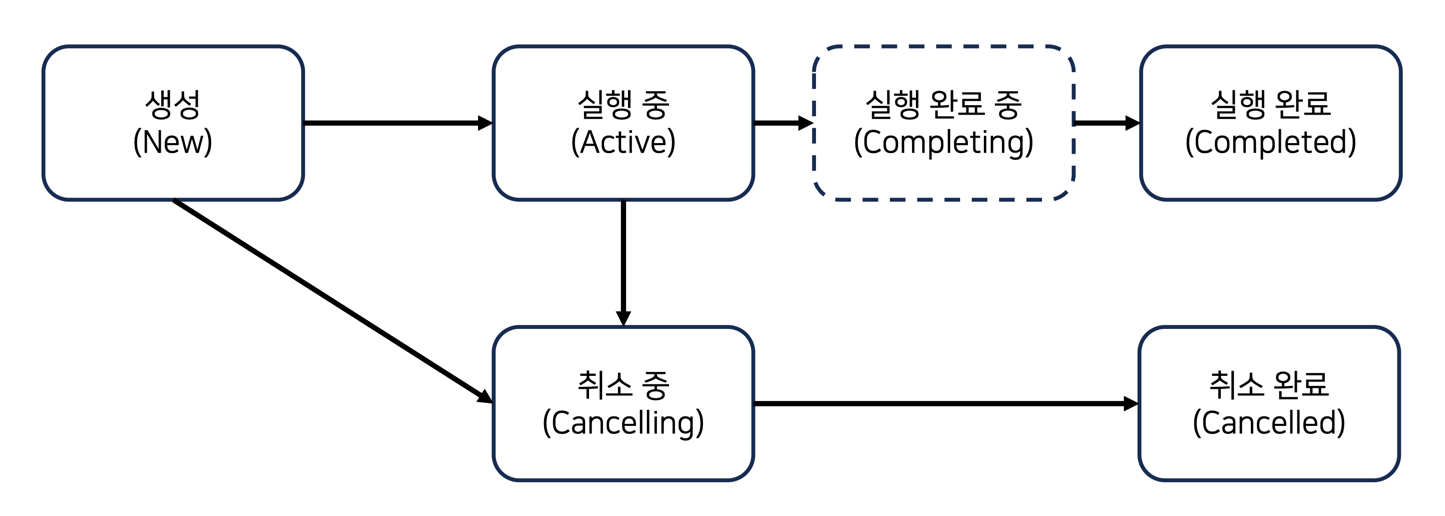 생성
(New)
실행 중
(Active)
실행 완료 중
(Completing)
실행 완료
(Completed)
취소 중
(Cancelling)
취소 완료
(Cancelled)